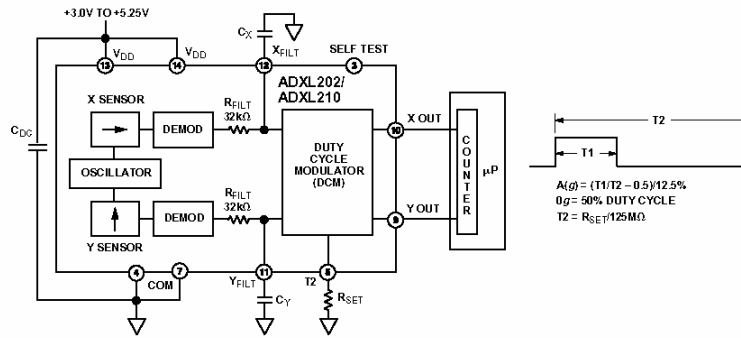 +3.0V TO +5.25V
CX
VDD
VDD
XFILT
SELF TEST
13
14
12
3
ADXL202/
ADXL210
X SENSOR
RFILT
32kΩ
DEMOD
X OUT
10
CDC
OSCILLATOR
DUTY
CYCLE
MODULATOR
(DCM)
COUNTER
µP
RFILT
32kΩ
DEMOD
Y OUT
9
Y SENSOR
4
7
COM
YFILT
11
T2
5
CY
RSET
T2
T1
A(g) = (T1/T2 – 0.5)/12.5%
0g = 50% DUTY CYCLE
T2 = RSET/125MΩ